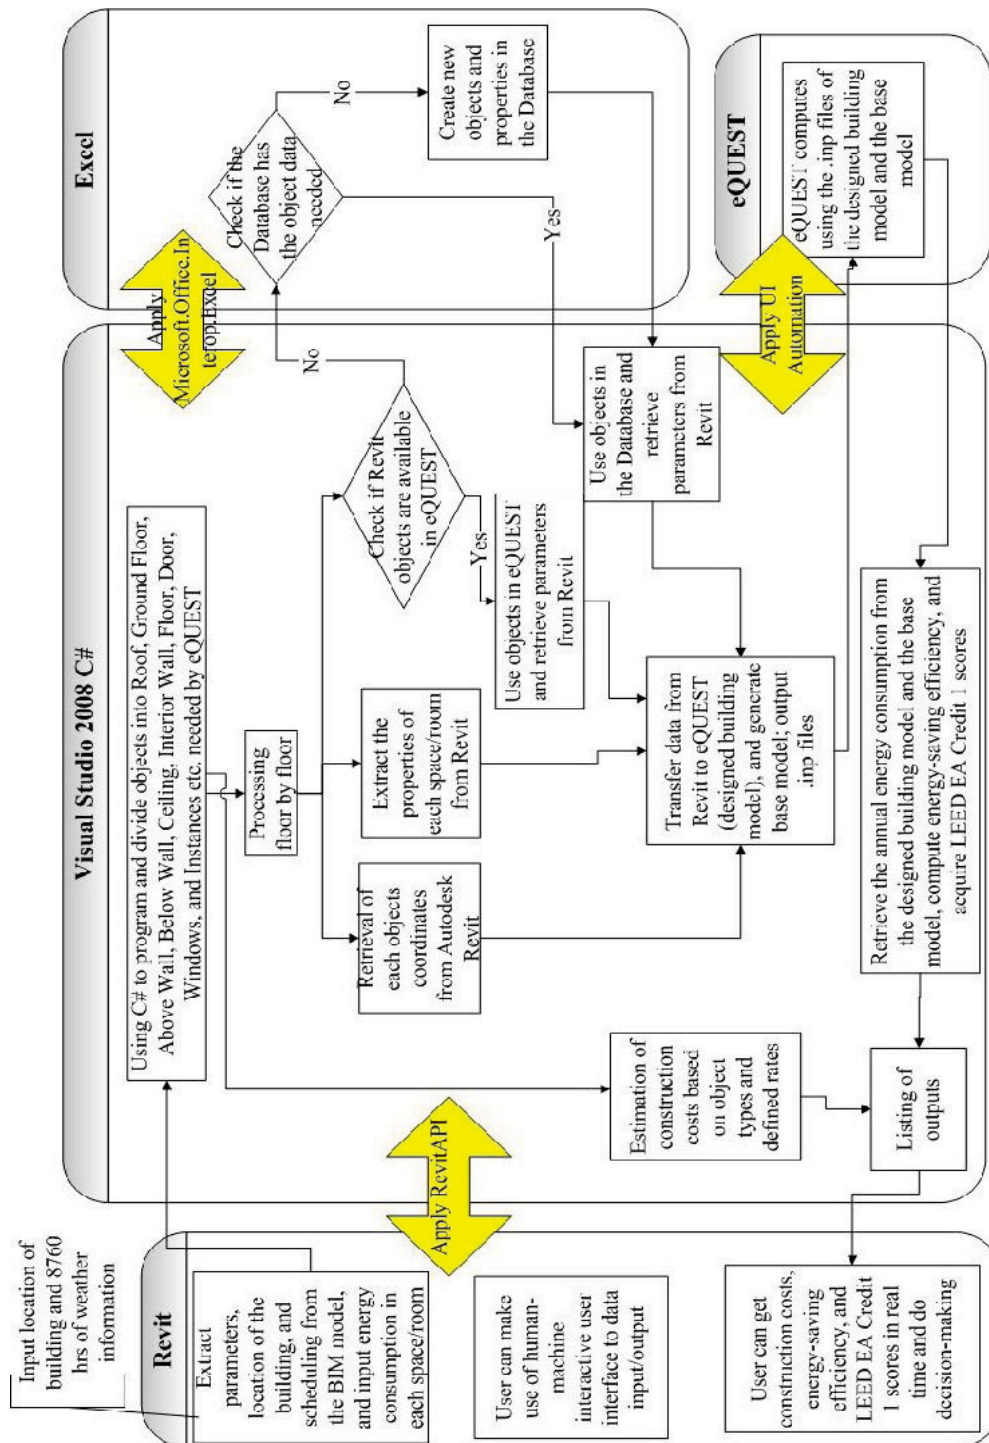 Input location of
building and 8760
hrs of weather
information
Revit
Extract
parameters,
location of the
building, and
scheduling from
the BIM model,
and input energy
consumption in
each space/room
User can make
use of human-
machine
interactive user
interface to data
input/output
User can get
construction costs,
energy-saving
efficiency, and
LEED EA Credit
1 scores in real
time and do
decision-making
Apply RevitAPI
Visual Studio 2008 C#
Using C# to program and divide objects into Roof, Ground Floor,
Above Wall, Below Wall, Ceiling, Interior Wall, Floor, Door,
Windows, and Instances etc. needed by eQUEST
Processing
floor by floor
Retrieval of
each objects
coordinates
from Autodesk
Revit
Extract the
properties of
each space/room
from Revit
Check if Revit
objects are available
in eQUEST
No
Yes
Use objects in eQUEST
and retrieve parameters
from Revit
Use objects in
the Database and
retrieve
parameters from
Revit
Transfer data from
Revit to eQUEST
(designed building
model), and generate
base model; output
.inp files
Estimation of
construction
costs based
on object
types and
defined rates
Listing of
outputs
Retrieve the annual energy consumption from
the designed building model and the base
model, compute energy-saving efficiency, and
acquire LEED EA Credit 1 scores
Apply
Microsoft.Office.In
terop.Excel
Excel
Check if the
Database has
the object data
needed
No
Yes
Create new
objects and
properties in
the Database
Apply UI
Automation
eQUEST
eQUEST computes
using the .inp files of
the designed building
model and the base
model